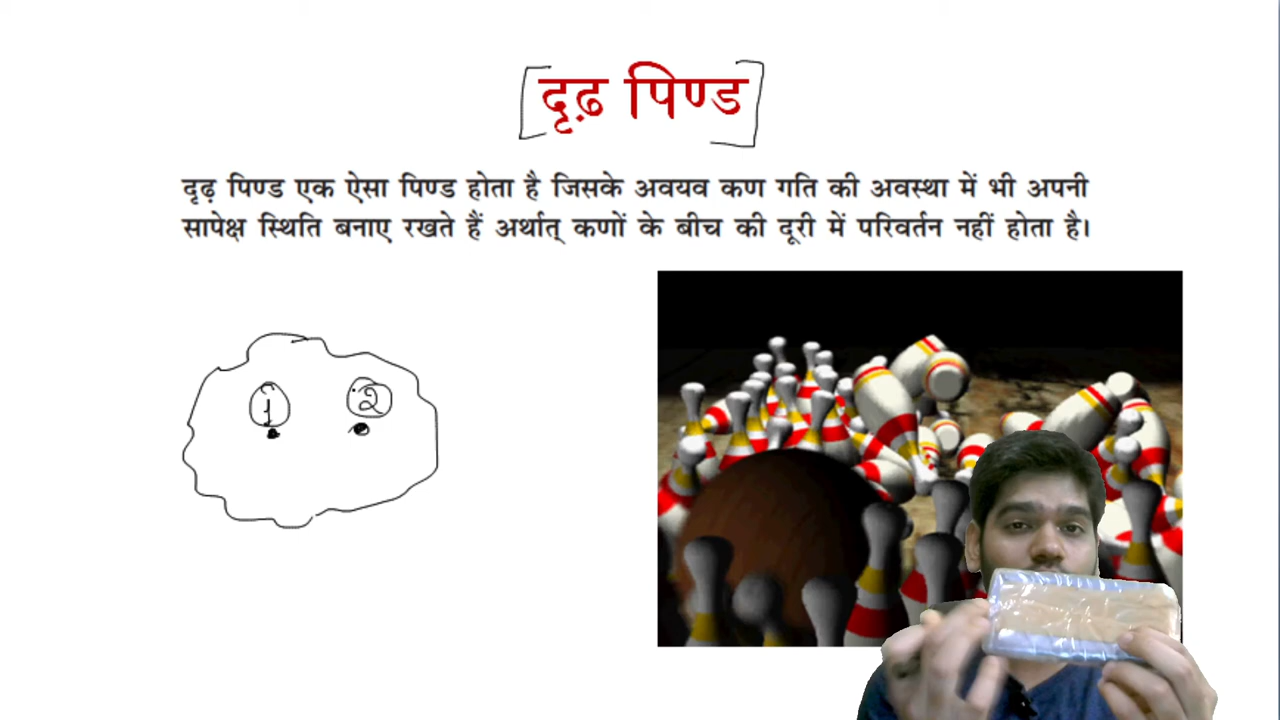 दृढ़ पिण्ड
दृढ़ पिण्ड एक ऐसा पिण्ड होता है जिसके अवयव कण गति की अवस्था में भी अपनी
सापेक्ष स्थिति बनाए रखते हैं अर्थात् कणों के बीच की दूरी में परिवर्तन नहीं होता है।
1 2